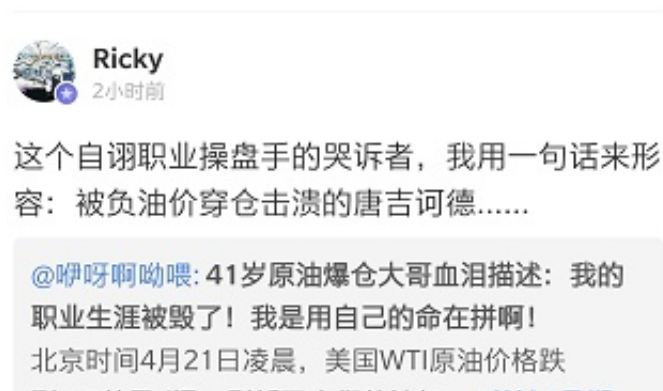 Ricky
2小时前
这个自诩职业操盘手的哭诉者，我用一句话来形
容：被负油价穿仓击溃的唐吉诃德......
@咿呀啊呦喂: 41岁原油爆仓大哥血泪描述：我的
职业生涯被毁了！我是用自己的命在拼啊！
北京时间4月21日凌晨，美国WTI原油价格跌